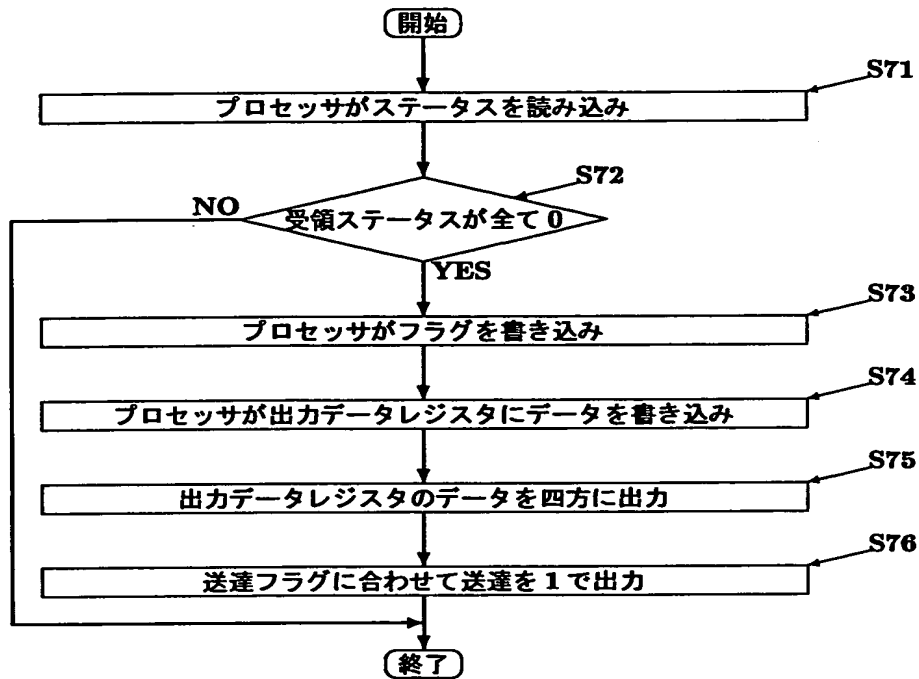 開始
S71
プロセッサがステータスを読み込み
S72
NO
受領ステータスが全て 0
YES
S73
プロセッサがフラグを書き込み
S74
プロセッサが出力データレジスタにデータを書き込み
S75
出力データレジスタのデータを四方に出力
S76
送達フラグに合わせて送達を 1 で出力
終了